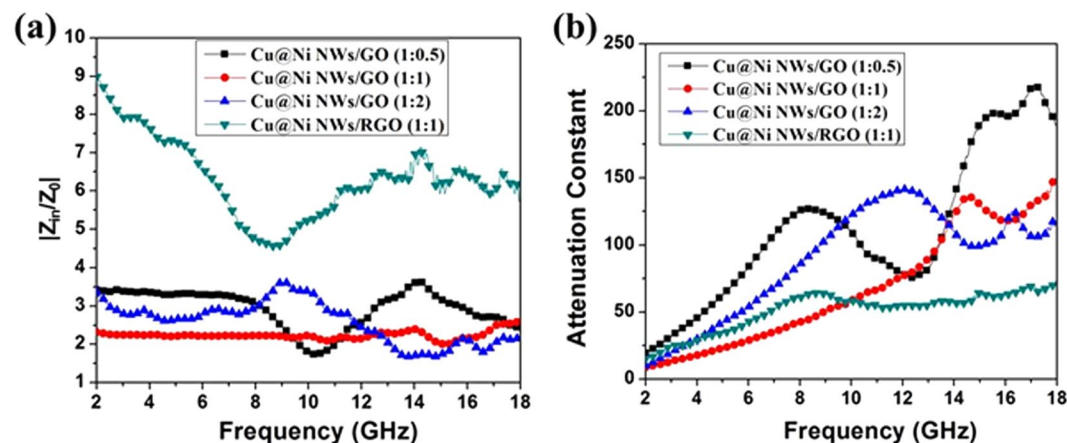 (a)
10
9
8
7
6
5
4
3
2
1
|Z_in/Z_0|
Cu@Ni NWs/GO (1:0.5)
Cu@Ni NWs/GO (1:1)
Cu@Ni NWs/GO (1:2)
Cu@Ni NWs/RGO (1:1)
2 4 6 8 10 12 14 16 18
Frequency (GHz)
(b)
250
200
150
100
50
0
Attenuation Constant
Cu@Ni NWs/GO (1:0.5)
Cu@Ni NWs/GO (1:1)
Cu@Ni NWs/GO (1:2)
Cu@Ni NWs/RGO (1:1)
2 4 6 8 10 12 14 16 18
Frequency (GHz)